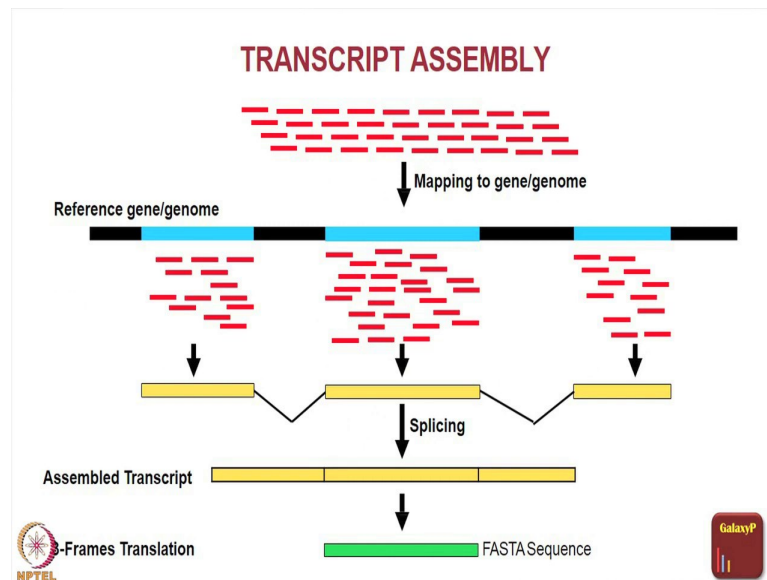 TRANSCRIPT ASSEMBLY
Mapping to gene/genome
Reference gene/genome
Splicing
Assembled Transcript
-Frames Translation
FASTA Sequence
GalaxyP
NPTEL